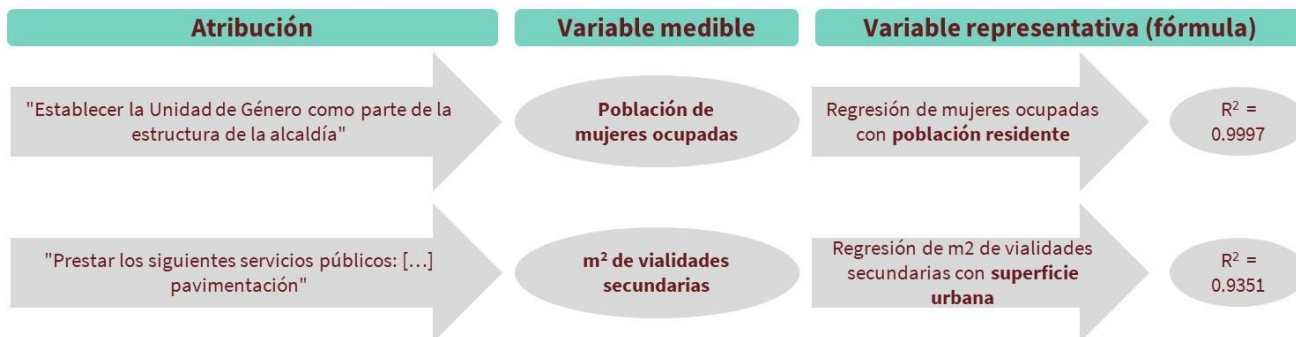 Atribución
Variable medible
Variable representativa (fórmula)
"Establecer la Unidad de Género como parte de la
estructura de la alcaldía"
Población de
mujeres ocupadas
Regresión de mujeres ocupadas
con población residente
R² =
0.9997
"Prestar los siguientes servicios públicos: […]
pavimentación"
m² de vialidades
secundarias
Regresión de m2 de vialidades
secundarias con superficie
urbana
R² =
0.9351